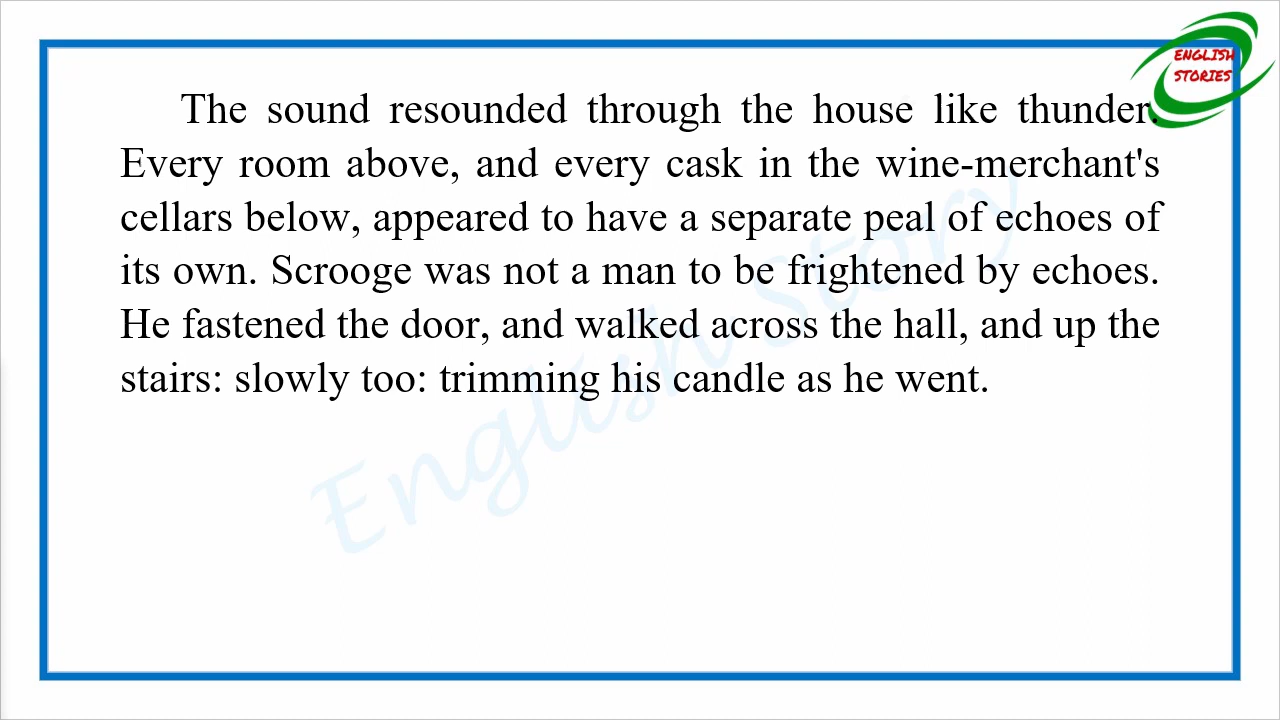 ENGLISH
STORIES
The sound resounded through the house like thunder.
Every room above, and every cask in the wine-merchant's
cellars below, appeared to have a separate peal of echoes of
its own. Scrooge was not a man to be frightened by echoes.
He fastened the door, and walked across the hall, and up the
stairs: slowly too: trimming his candle as he went.
English Story